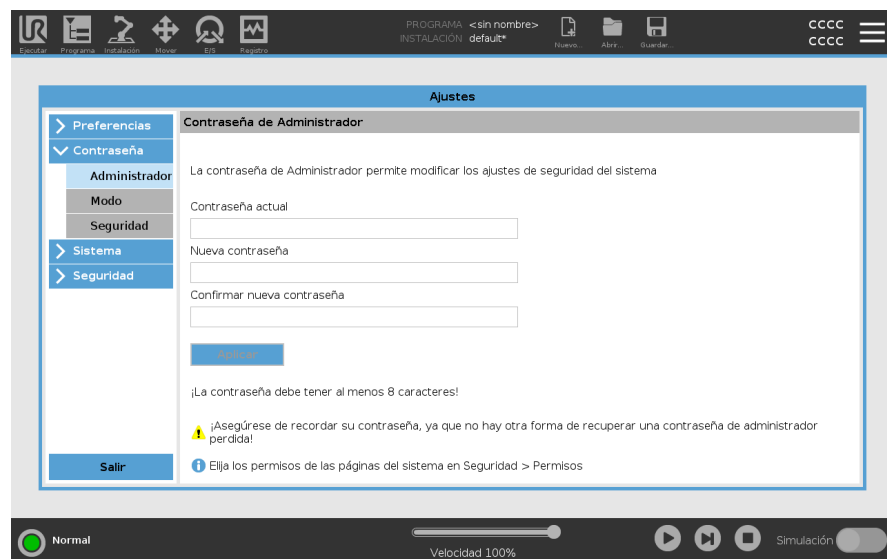 PROGRAMA <sin nombre>
INSTALACIÓN default*
CCCC
CCCC
Ejecutar Programa Instalación Mover E/S Registro
Nuevo... Abrir... Guardar...
Ajustes
Preferencias
Contraseña
Administrador
Modo
Seguridad
Sistema
Seguridad
Salir
Contraseña de Administrador
La contraseña de Administrador permite modificar los ajustes de seguridad del sistema
Contraseña actual
Nueva contraseña
Confirmar nueva contraseña
Aplicar
¡La contraseña debe tener al menos 8 caracteres!
¡Asegúrese de recordar su contraseña, ya que no hay otra forma de recuperar una contraseña de administrador
perdida!
Elija los permisos de las páginas del sistema en Seguridad > Permisos
Normal
Velocidad 100%
Simulación